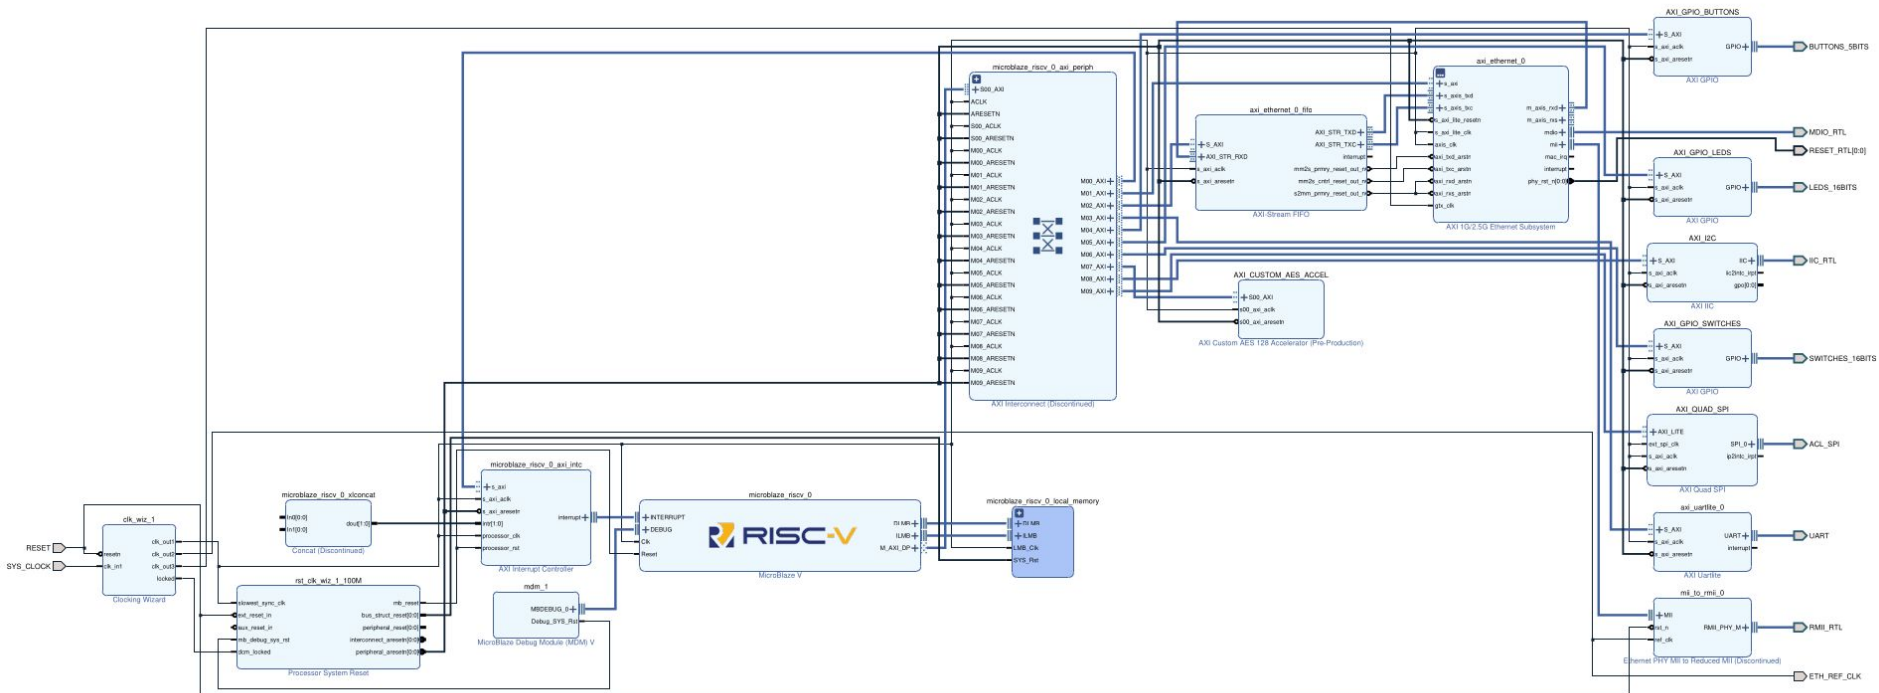 RESET
SYS_CLOCK
clk_wiz_1
resetn
clk_in1
clk_out1
clk_out2
clk_out3
locked
Clocking Wizard
rst_clk_wiz_1_100M
slowest_sync_clk
ext_reset_in
aux_reset_in
mb_debug_sys_rst
dcm_locked
mb_reset
bus_struct_reset[0:0]
peripheral_reset[0:0]
interconnect_aresetn[0:0]
peripheral_aresetn[0:0]
Processor System Reset
microblaze_riscv_0_xlconcat
In0[0:0]
In1[0:0]
dout[1:0]
Concat (Discontinued)
microblaze_riscv_0_axi_intc
s_axi
s_axi_aclk
s_axi_aresetn
intr[1:0]
processor_clk
processor_rst
interrupt
AXI Interrupt Controller
mdm_1
MBDEBUG_0
Debug_SYS_Rst
MicroBlaze Debug Module (MDM) V
microblaze_riscv_0
INTERRUPT
DEBUG
Clk
Reset
RISC-V
DLMB
ILMB
M_AXI_DP
MicroBlaze V
microblaze_riscv_0_local_memory
DLMB
ILMB
LMB_Clk
SYS_Rst
microblaze_riscv_0_axi_periph
S00_AXI
ACLK
ARESETN
S00_ACLK
S00_ARESETN
M00_ACLK
M00_ARESETN
M01_ACLK
M01_ARESETN
M02_ACLK
M02_ARESETN
M03_ACLK
M03_ARESETN
M04_ACLK
M04_ARESETN
M05_ACLK
M05_ARESETN
M06_ACLK
M06_ARESETN
M07_ACLK
M07_ARESETN
M08_ACLK
M08_ARESETN
M09_ACLK
M09_ARESETN
M00_AXI
M01_AXI
M02_AXI
M03_AXI
M04_AXI
M05_AXI
M06_AXI
M07_AXI
M08_AXI
M09_AXI
AXI Interconnect (Discontinued)
axi_ethernet_0_fifo
S_AXI
AXI_STR_RXD
s_axi_aclk
s_axi_aresetn
AXI_STR_TXD
AXI_STR_TXC
interrupt
mm2s_prmry_reset_out_n
mm2s_cntrl_reset_out_n
s2mm_prmry_reset_out_n
AXI-Stream FIFO
axi_ethernet_0
s_axi
s_axis_txd
s_axis_txc
s_axi_lite_resetn
s_axi_lite_clk
axis_clk
axi_txd_arstn
axi_txc_arstn
axi_rxd_arstn
axi_rxs_arstn
gtx_clk
m_axis_rxd
m_axis_rxs
mdio
mii
mac_irq
interrupt
phy_rst_n[0:0]
AXI 1G/2.5G Ethernet Subsystem
AXI_CUSTOM_AES_ACCEL
S00_AXI
s00_axi_aclk
s00_axi_aresetn
AXI Custom AES 128 Accelerator (Pre-Production)
AXI_GPIO_BUTTONS
S_AXI
s_axi_aclk
s_axi_aresetn
GPIO
AXI GPIO
BUTTONS_5BITS
MDIO_RTL
RESET_RTL[0:0]
AXI_GPIO_LEDS
S_AXI
s_axi_aclk
s_axi_aresetn
GPIO
AXI GPIO
LEDS_16BITS
AXI_I2C
S_AXI
s_axi_aclk
s_axi_aresetn
IIC
iic2intc_irpt
gpo[0:0]
AXI IIC
IIC_RTL
AXI_GPIO_SWITCHES
S_AXI
s_axi_aclk
s_axi_aresetn
GPIO
AXI GPIO
SWITCHES_16BITS
AXI_QUAD_SPI
AXI_LITE
ext_spi_clk
s_axi_aclk
s_axi_aresetn
SPI_0
ip2intc_irpt
AXI Quad SPI
ACL_SPI
axi_uartlite_0
S_AXI
s_axi_aclk
s_axi_aresetn
UART
interrupt
AXI Uartlite
UART
mii_to_rmii_0
MII
rst_n
ref_clk
RMII_PHY_M
Ethernet PHY MII to Reduced MII (Discontinued)
RMII_RTL
ETH_REF_CLK